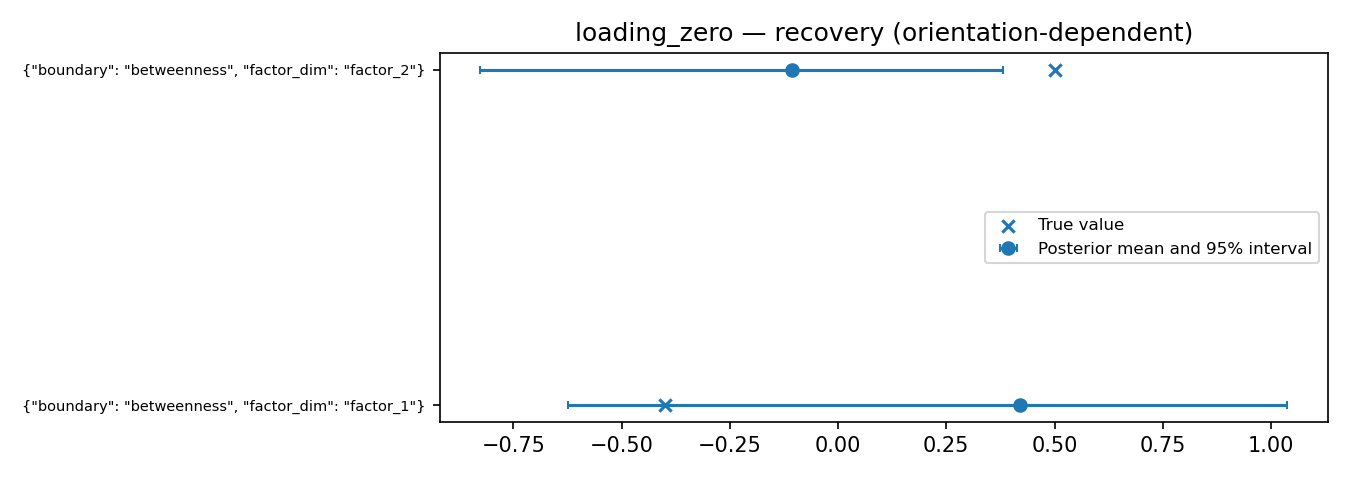 loading_zero — recovery (orientation-dependent)
{"boundary": "betweenness", "factor_dim": "factor_2"}
True value
Posterior mean and 95% interval
{"boundary": "betweenness", "factor_dim": "factor_1"}
−0.75 −0.50 −0.25 0.00 0.25 0.50 0.75 1.00